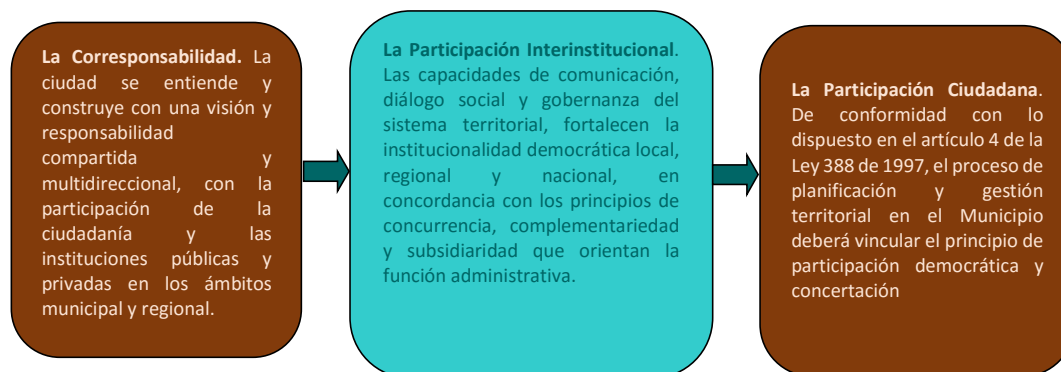 La Corresponsabilidad. La
ciudad se entiende y
construye con una visión y
responsabilidad
compartida y
multidireccional, con la
participación de la
ciudadanía y las
instituciones públicas y
privadas en los ámbitos
municipal y regional.
La Participación Interinstitucional.
Las capacidades de comunicación,
diálogo social y gobernanza del
sistema territorial, fortalecen la
institucionalidad democrática local,
regional y nacional, en
concordancia con los principios de
concurrencia, complementariedad
y subsidiaridad que orientan la
función administrativa.
La Participación Ciudadana.
De conformidad con lo
dispuesto en el artículo 4 de la
Ley 388 de 1997, el proceso de
planificación y gestión
territorial en el Municipio
deberá vincular el principio de
participación democrática y
concertación